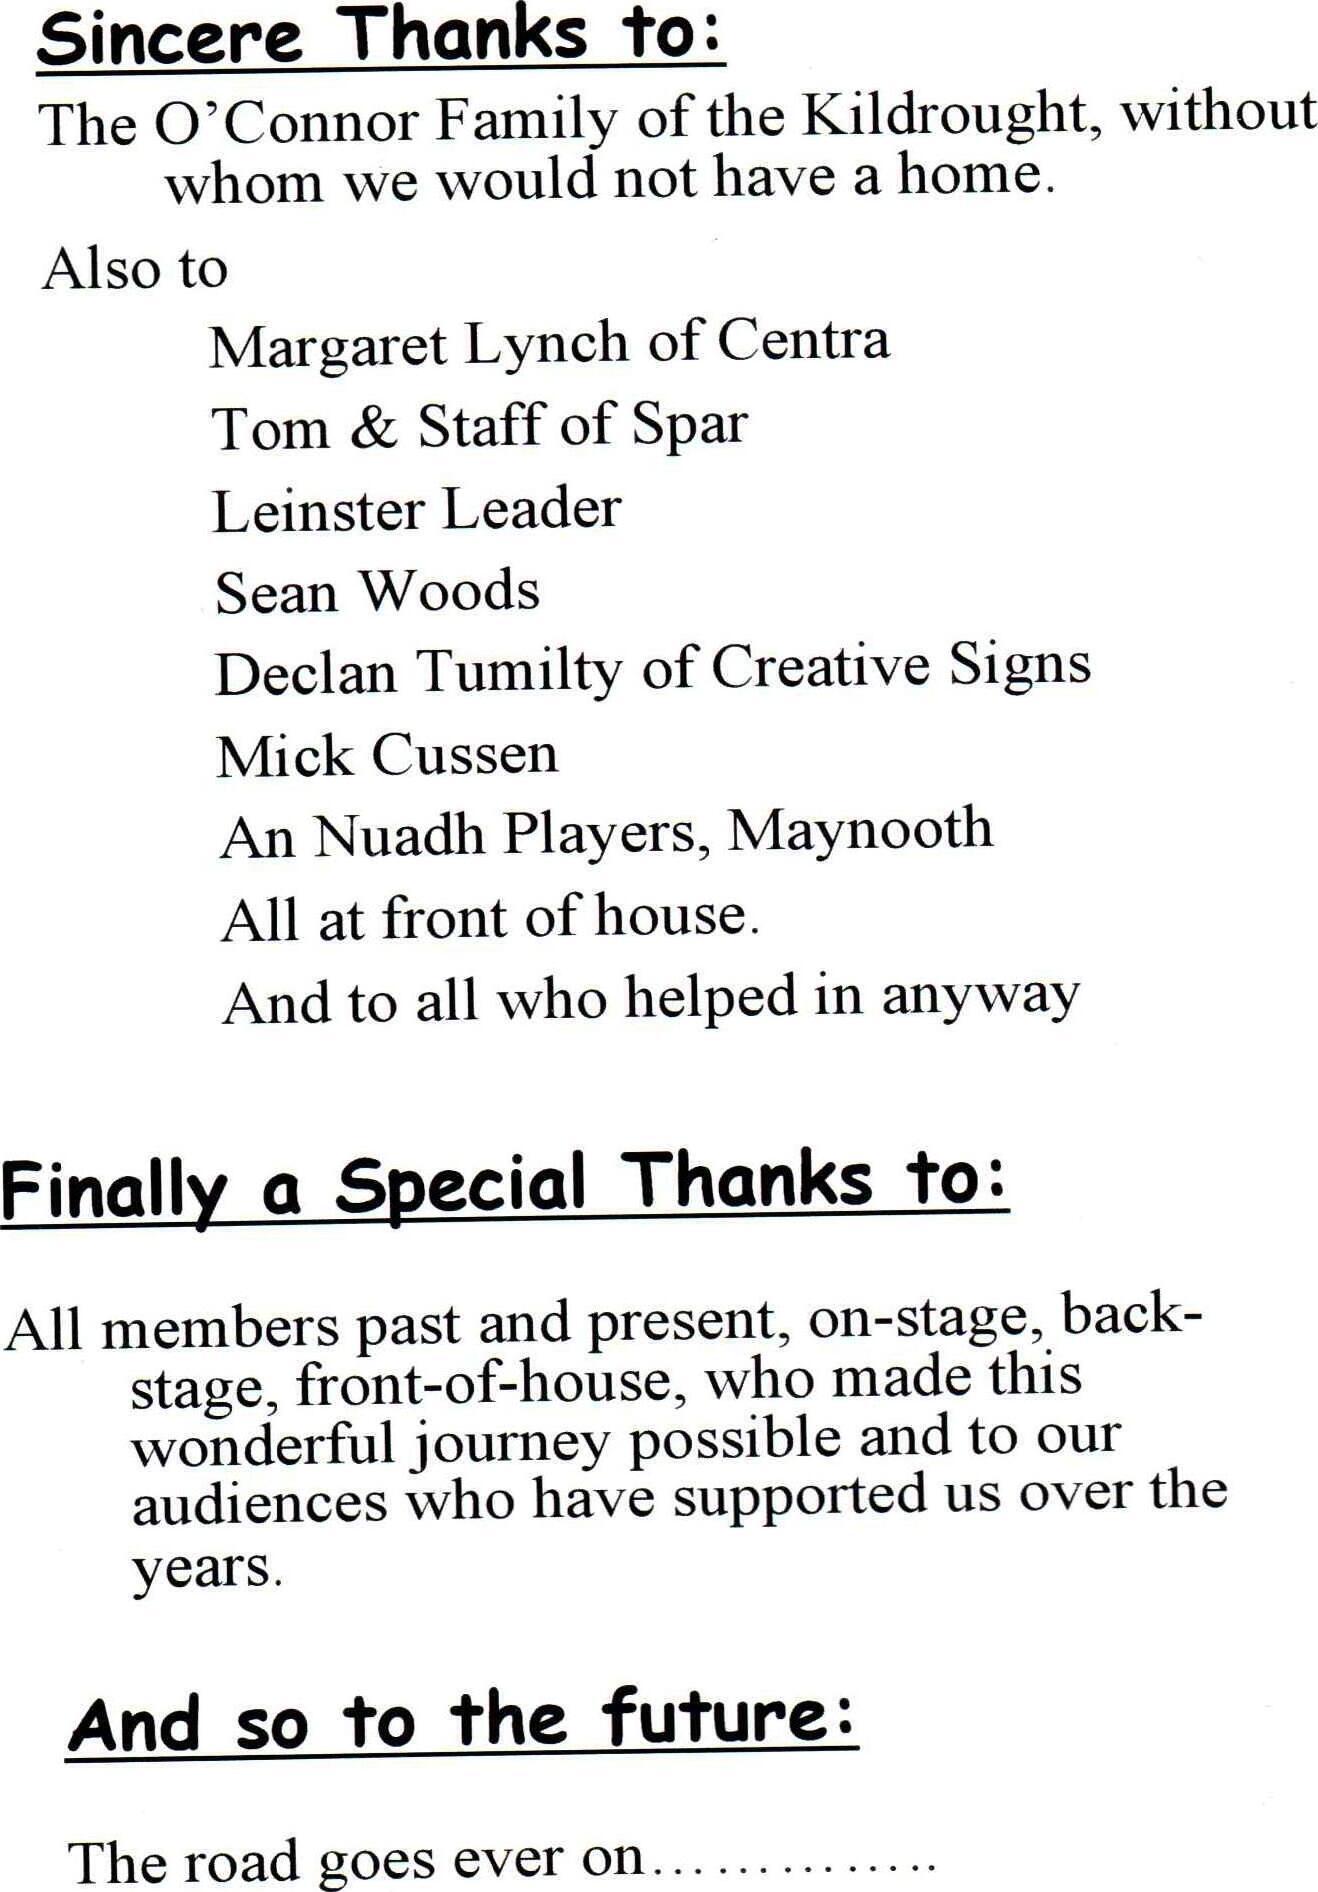 Sincere Thanks to:
The O'Connor Family of the Kildrought, without
whom we would not have a home.
Also to
Margaret Lynch of Centra
Tom & Staff of Spar
Leinster Leader
Sean Woods
Declan Tumilty of Creative Signs
Mick Cussen
An Nuadh Players, Maynooth
All at front of house.
And to all who helped in anyway
Finally a Special Thanks to:
All members past and present, on-stage, back-
stage, front-of-house, who made this
wonderful journey possible and to our
audiences who have supported us over the
years.
And so to the future:
The road goes ever on..............